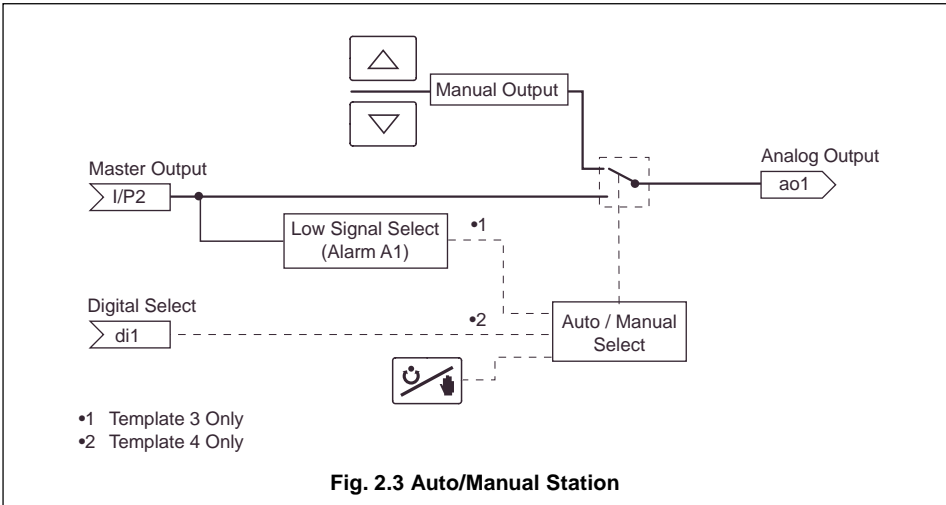 Manual Output
Master Output
I/P2
Analog Output
ao1
Low Signal Select
(Alarm A1)
•1
Digital Select
di1
•2
Auto / Manual
Select
•1 Template 3 Only
•2 Template 4 Only
Fig. 2.3 Auto/Manual Station